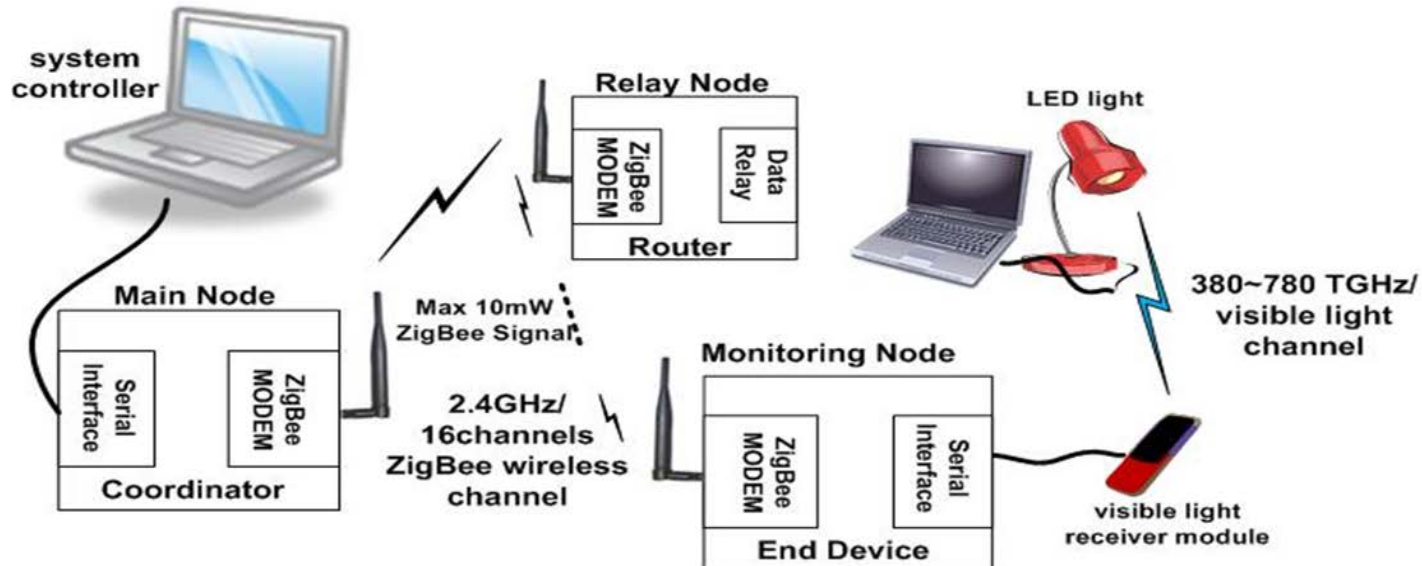 system
controller
Relay Node
ZigBee
MODEM
Data
Relay
Router
LED light
380~780 TGHz/
visible light
channel
Main Node
Serial
Interface
ZigBee
MODEM
Coordinator
Max 10mW
ZigBee Signal
2.4GHz/
16channels
ZigBee wireless
channel
Monitoring Node
ZigBee
MODEM
Serial
Interface
End Device
visible light
receiver module